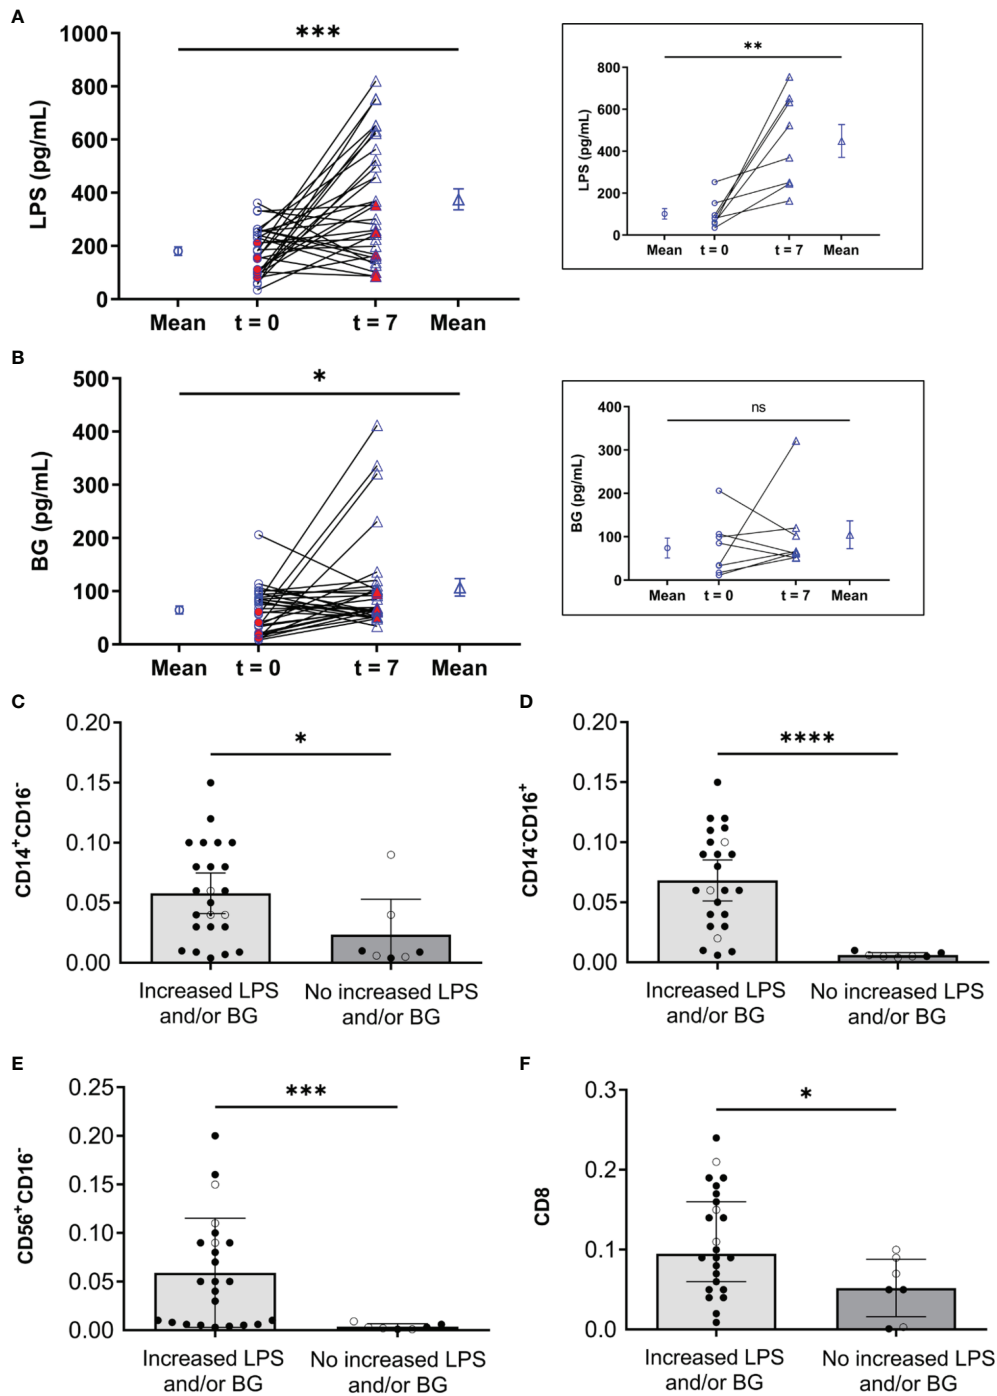 A
1000
800
600
400
200
0
LPS (pg/mL)
***
Mean
t = 0
t = 7
Mean
800
600
400
200
0
LPS (pg/mL)
**
Mean
t = 0
t = 7
Mean
B
500
400
300
200
100
0
BG (pg/mL)
*
Mean
t = 0
t = 7
Mean
400
300
200
100
0
BG (pg/mL)
ns
Mean
t = 0
t = 7
Mean
C
0.20
0.15
0.10
0.05
0.00
CD14+CD16-
*
Increased LPS
and/or BG
No increased LPS
and/or BG
D
0.20
0.15
0.10
0.05
0.00
CD14-CD16+
****
Increased LPS
and/or BG
No increased LPS
and/or BG
E
0.25
0.20
0.15
0.10
0.05
0.00
CD56+CD16-
***
Increased LPS
and/or BG
No increased LPS
and/or BG
F
0.3
0.2
0.1
0.0
CD8
*
Increased LPS
and/or BG
No increased LPS
and/or BG